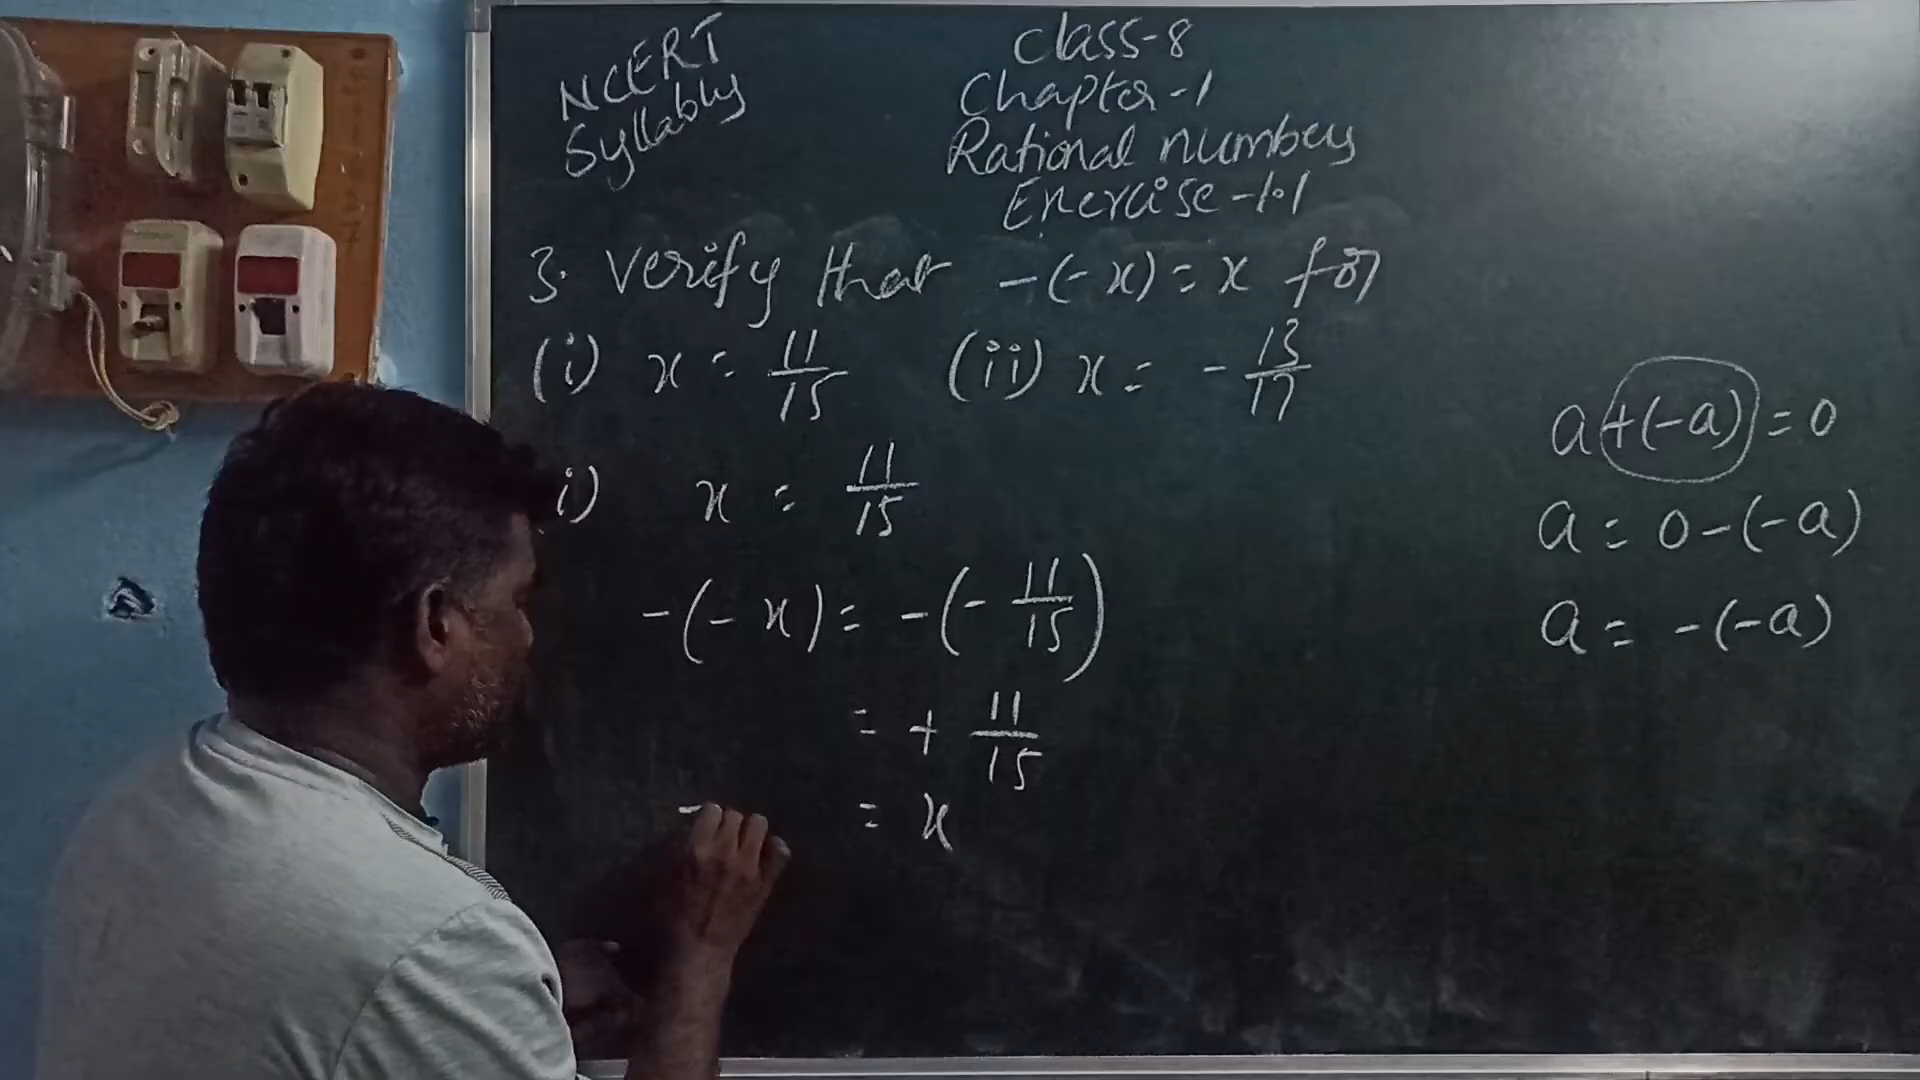 NCERT
Syllabus
Class-8
Chapter-1
Rational numbers
Exercise-1.1
3. Verify that -(-x)=x for
(i) x = 11/15 (ii) x = -13/17
i) x = 11/15
-(-x) = -(-11/15)
= + 11/15
- = x
a+(-a)=0
a = 0-(-a)
a = -(-a)